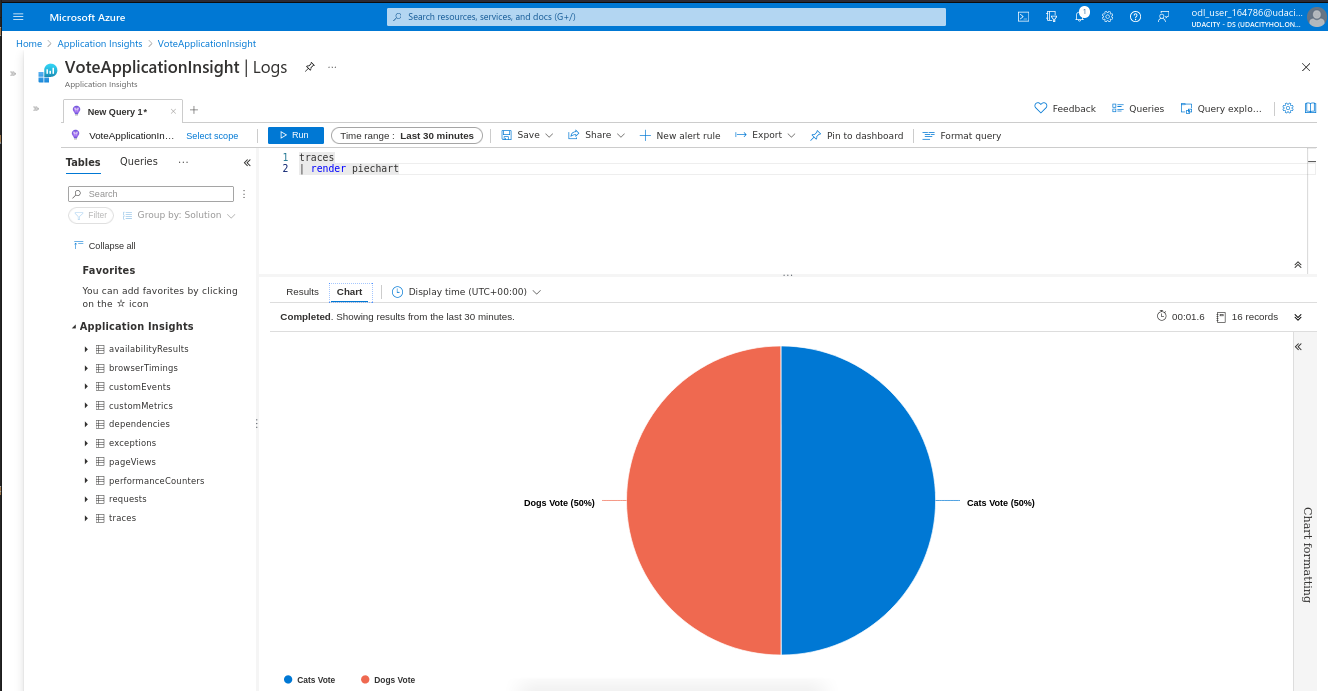 Microsoft Azure
Search resources, services, and docs (G+/)
1
odl_user_164786@udaci...
UDACITY - DS (UDACITYHOL.ON...
Home > Application Insights > VoteApplicationInsight
VoteApplicationInsight | Logs
Application Insights
New Query 1*
Feedback
Queries
Query explo...
VoteApplicationIn...
Select scope
Run
Time range : Last 30 minutes
Save
Share
New alert rule
Export
Pin to dashboard
Format query
Tables
Queries
1 traces
2 | render piechart
Search
Filter
Group by: Solution
Collapse all
Favorites
You can add favorites by clicking
on the ☆ icon
Application Insights
availabilityResults
browserTimings
customEvents
customMetrics
dependencies
exceptions
pageViews
performanceCounters
requests
traces
Results
Chart
Display time (UTC+00:00)
Completed. Showing results from the last 30 minutes.
00:01.6
16 records
Dogs Vote (50%)
Cats Vote (50%)
Chart formatting
Cats Vote
Dogs Vote